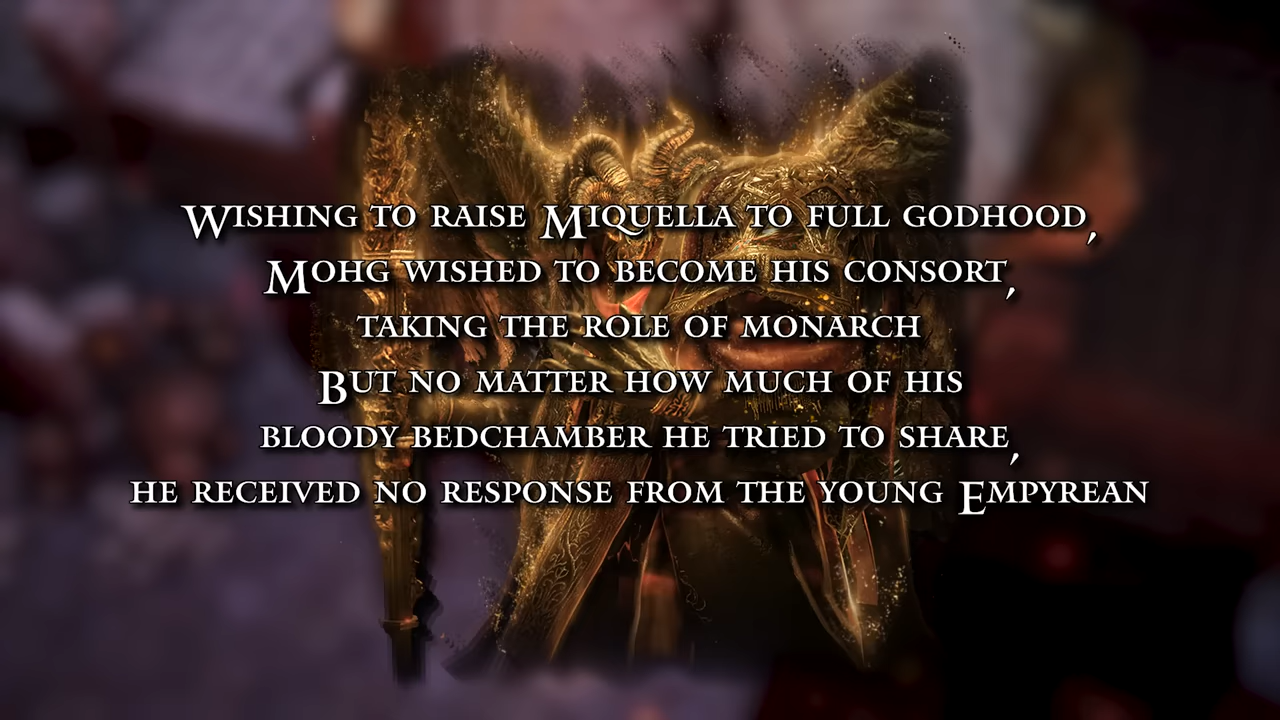 Wishing to raise Miquella to full godhood,
Mohg wished to become his consort,
taking the role of monarch
But no matter how much of his
bloody bedchamber he tried to share,
he received no response from the young Empyrean